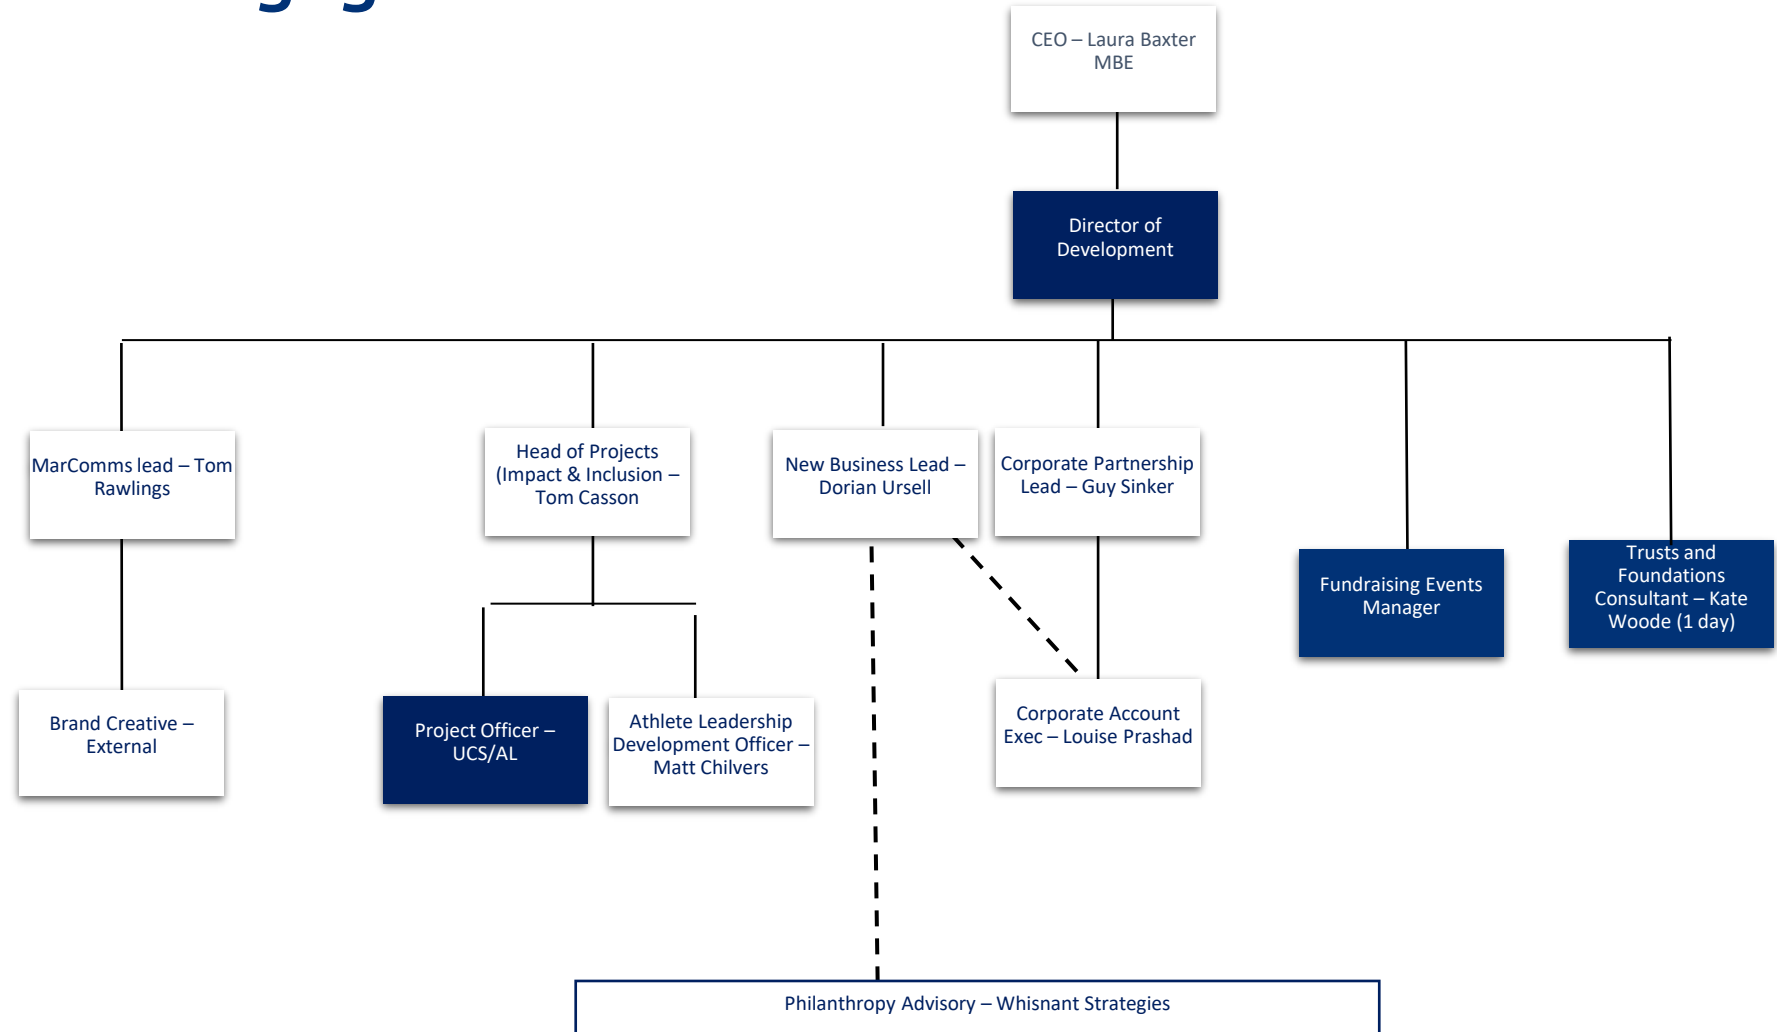 CEO – Laura Baxter
MBE
Director of
Development
MarComms lead – Tom
Rawlings
Head of Projects
(Impact & Inclusion –
Tom Casson
New Business Lead –
Dorian Ursell
Corporate Partnership
Lead – Guy Sinker
Fundraising Events
Manager
Trusts and
Foundations
Consultant – Kate
Woode (1 day)
Brand Creative –
External
Project Officer –
UCS/AL
Athlete Leadership
Development Officer –
Matt Chilvers
Corporate Account
Exec – Louise Prashad
Philanthropy Advisory – Whisnant Strategies